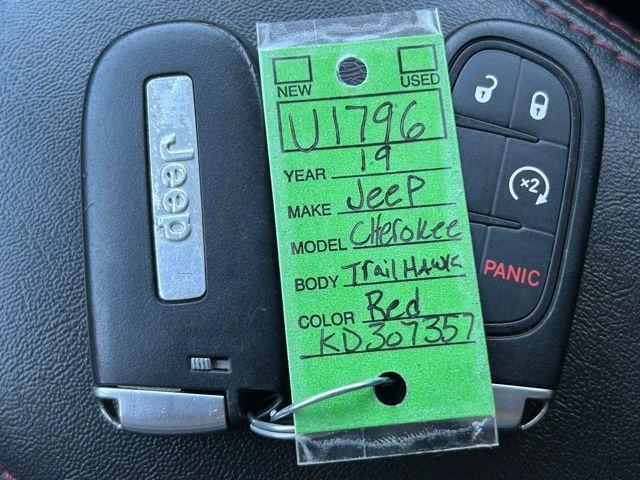 Jeep
NEW USED
U1796
YEAR 19
MAKE Jeep
MODEL Cherokee
BODY TrailHawk
COLOR Red
KD307357
x2
PANIC